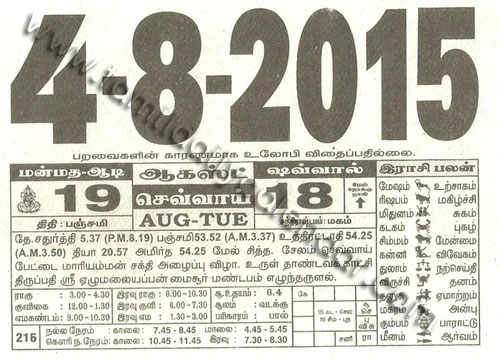 4-8-2015
www.tamildailycalendar.com
பறவைகளின் காரணமாக உலோபி விதைப்பதில்லை.
மன்மத-ஆடி
19
திதி : பஞ்சமி
ஆகஸ்ட்
செவ்வாய்
AUG-TUE
ஷவ்வால்
18
மேல் நோக்கு நாள்
மகம்
தே.சதுர்த்தி 5.37 (P.M.8.19) பஞ்சமி 53.52 (A.M.3.37) உத்திரட்டாதி 54.25
(A.M.3.50) தியா 20.57 அமிர்த 54.25 மேல் சித்த. சேலம் செவ்வாய்
பேட்டை மாரியம்மன் சக்தி அழைப்பு விழா. உருள் தாண்டவக் காட்சி
திருப்பதி ஸ்ரீ ஏழுமலையப்பன் மைசூர் மண்டபம் எழுந்தருளல்.
ராகு : 3.00 - 4.30 இரவு ராகு : 2.00 - 3.30 சூ.உதயம் : 8.4
குளிகை : 12.00 - 1.30 இரவு குளி : 6.00 - 7.30 சூலம் : வடக்கு
எமகண்டம் : 9.00 - 10.30 இரவு எம : 9.00 - 10.30 பரிகாரம் : பால்
216 நல்ல நேரம் : காலை: 7.45 - 8.45 மாலை: 4.45 - 5.45
கௌரி ந.நேரம் : காலை: 10.45 - 11.45 இரவு : 7.30 - 8.30
கே
சனி
ரா
இராசி பலன்
மேஷம் உற்சாகம்
ரிஷபம் மகிழ்ச்சி
மிதுனம் சுகம்
கடகம் புகழ்
சிம்மம் மேன்மை
கன்னி விவேகம்
துலாம் நற்செய்தி
விருச்சிகம் தனம்
தனுசு ஏமாற்றம்
மகரம் அன்பு
கும்பம் பாராட்டு
மீனம் ஆர்வம்